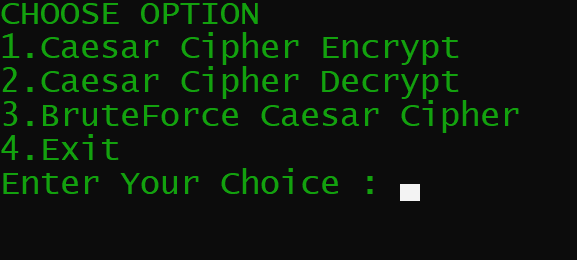 CHOOSE OPTION
1.Caesar Cipher Encrypt
2.Caesar Cipher Decrypt
3.BruteForce Caesar Cipher
4.Exit
Enter Your Choice :